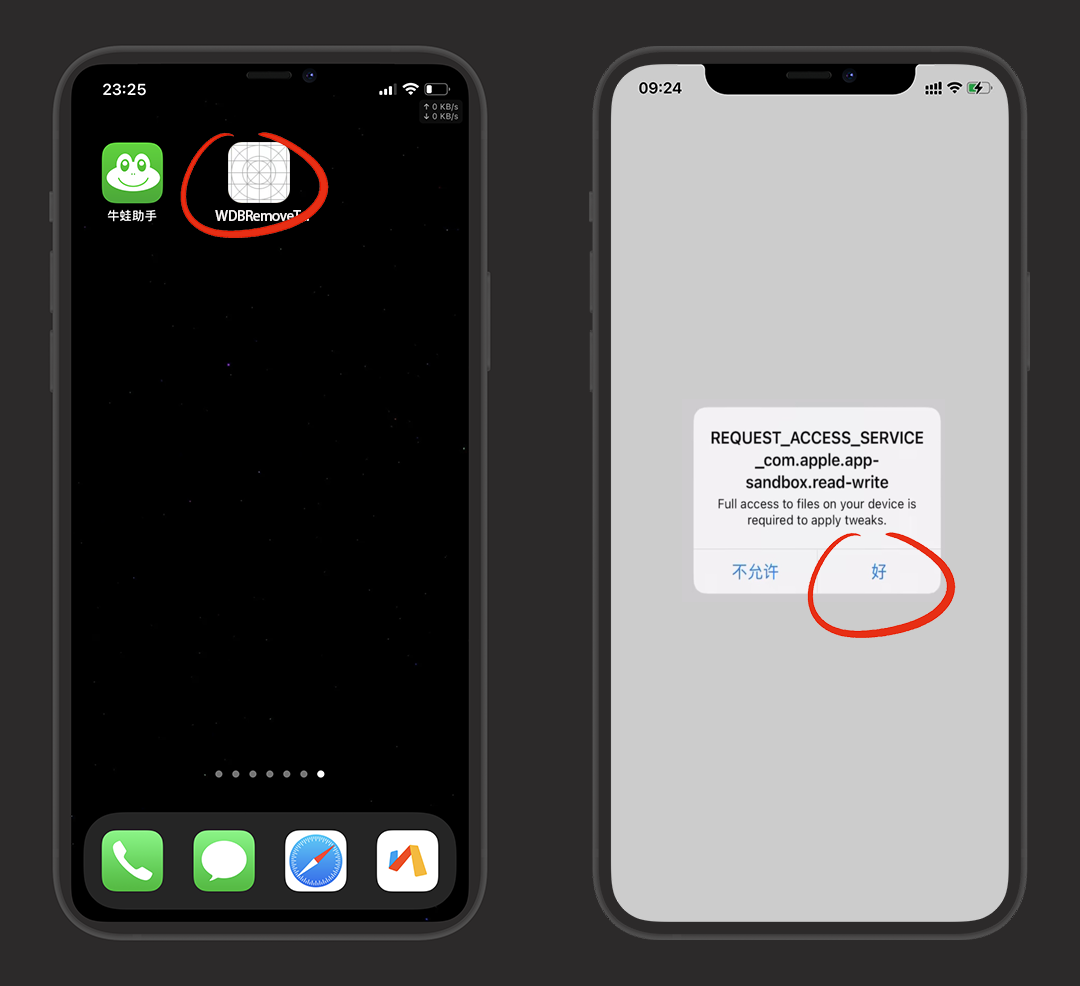 23:25
↑ 0 KB/s
↓ 0 KB/s
牛蛙助手
WDBRemoveT...
09:24
REQUEST_ACCESS_SERVICE
_com.apple.app-
sandbox.read-write
Full access to files on your device is
required to apply tweaks.
不允许
好